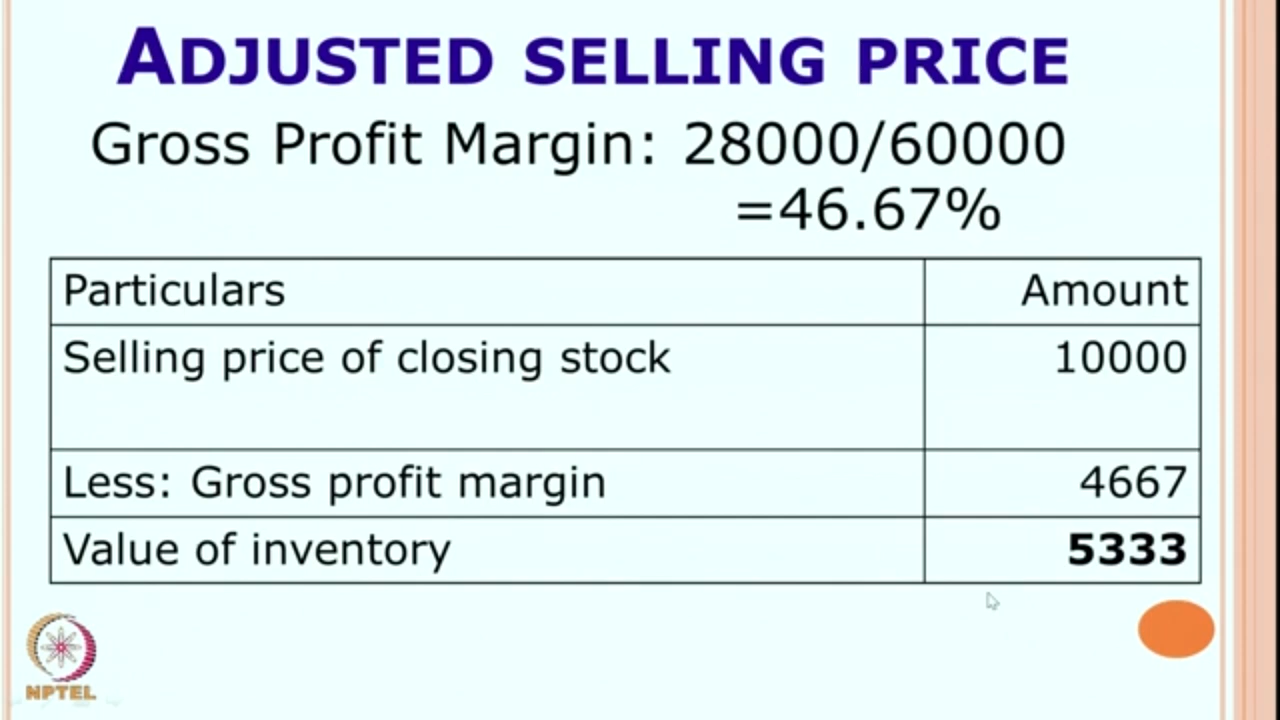 ADJUSTED SELLING PRICE
Gross Profit Margin: 28000/60000
=46.67%
Particulars Amount
Selling price of closing stock 10000
Less: Gross profit margin 4667
Value of inventory 5333
NPTEL